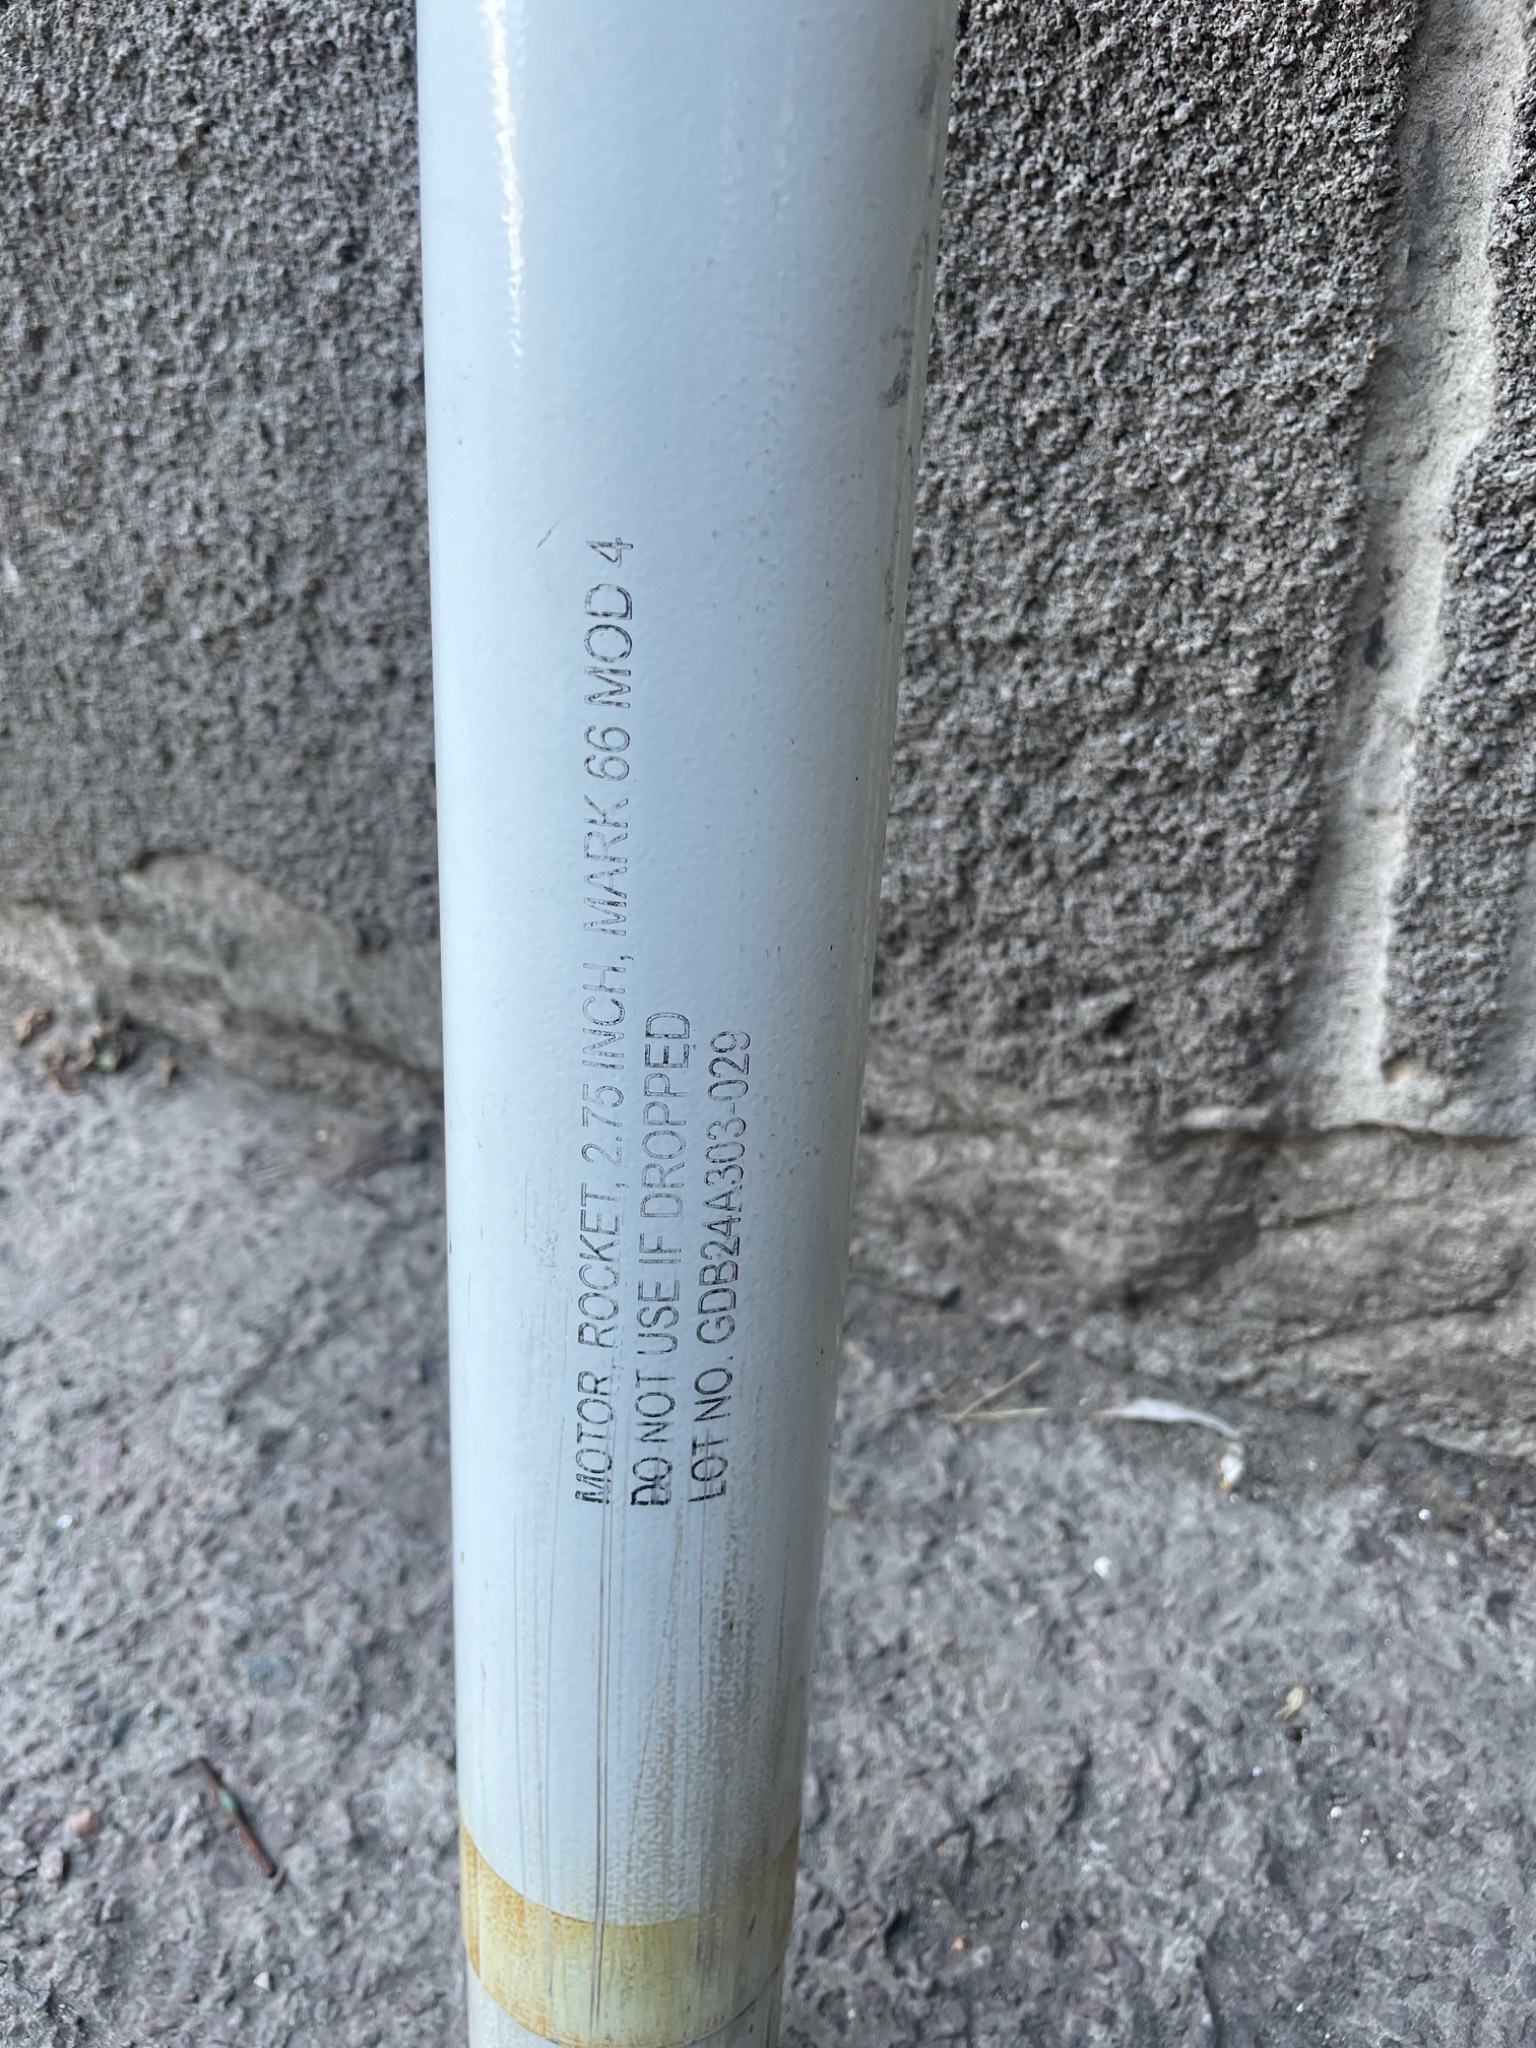 MOTOR, ROCKET, 2.75 INCH, MARK 66 MOD 4
DO NOT USE IF DROPPED
LOT NO. GDB24A303-029